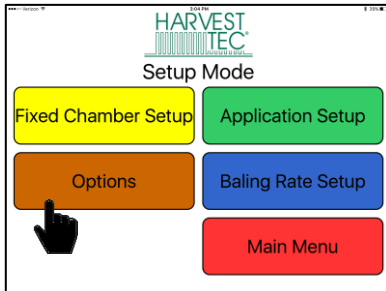 Verizon 3:04 PM 39%
HARVEST
TEC
Setup Mode
Fixed Chamber Setup Application Setup
Options Baling Rate Setup
Main Menu